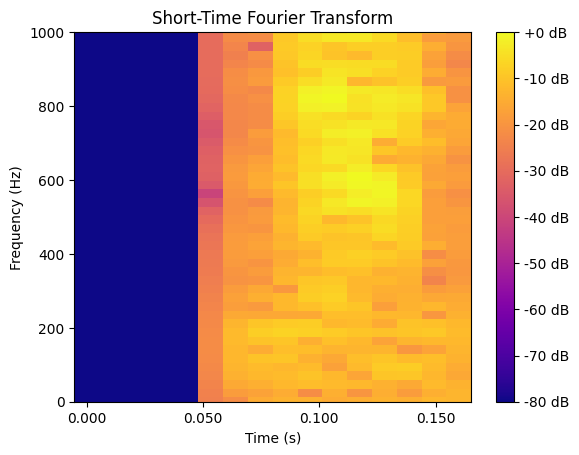 Short-Time Fourier Transform
1000
800
600
400
200
0
Frequency (Hz)
0.000
0.050
0.100
0.150
Time (s)
+0 dB
-10 dB
-20 dB
-30 dB
-40 dB
-50 dB
-60 dB
-70 dB
-80 dB